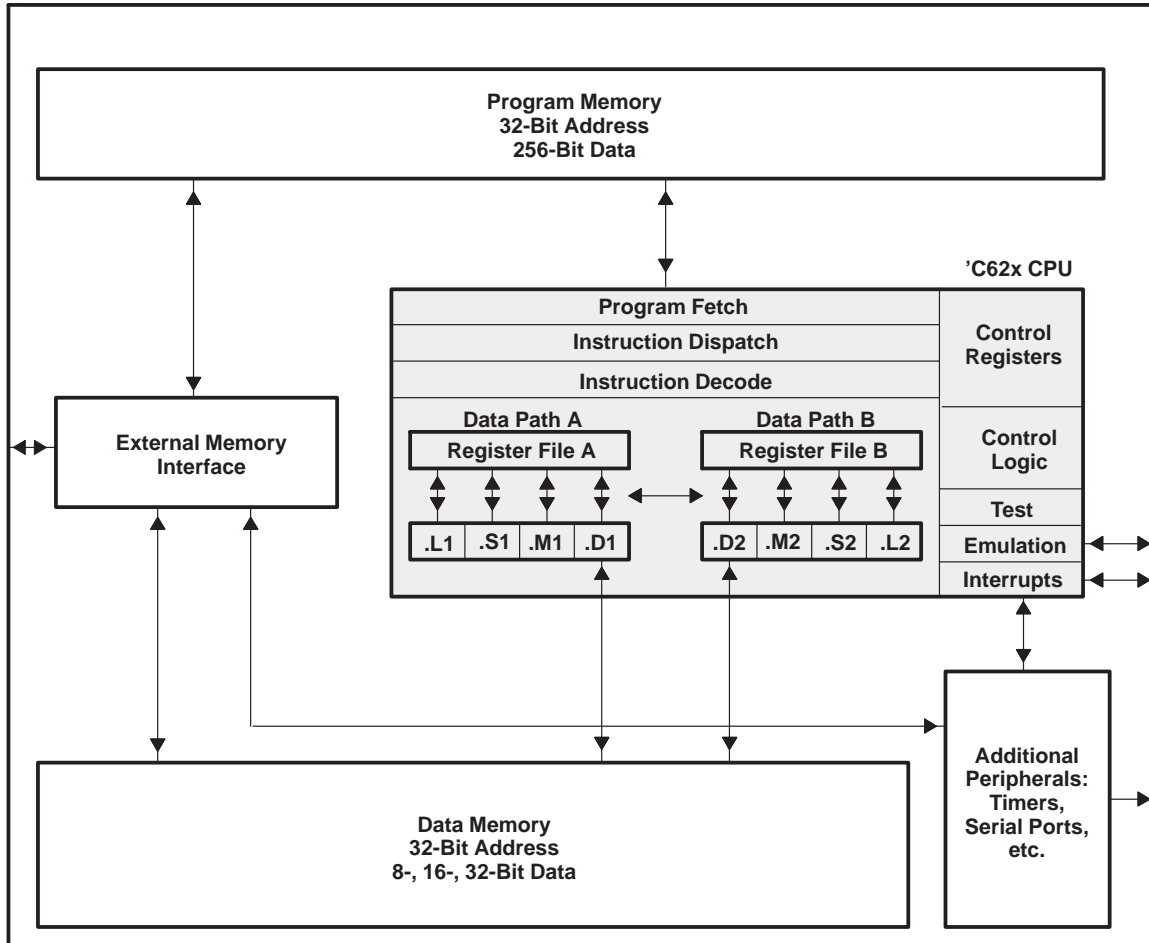 Program Memory
32-Bit Address
256-Bit Data
’C62x CPU
Program Fetch
Instruction Dispatch
Instruction Decode
Control
Registers
Data Path A
Data Path B
Register File A
Register File B
Control
Logic
External Memory
Interface
Test
.L1 .S1 .M1 .D1
.D2 .M2 .S2 .L2
Emulation
Interrupts
Additional
Peripherals:
Timers,
Serial Ports,
etc.
Data Memory
32-Bit Address
8-, 16-, 32-Bit Data